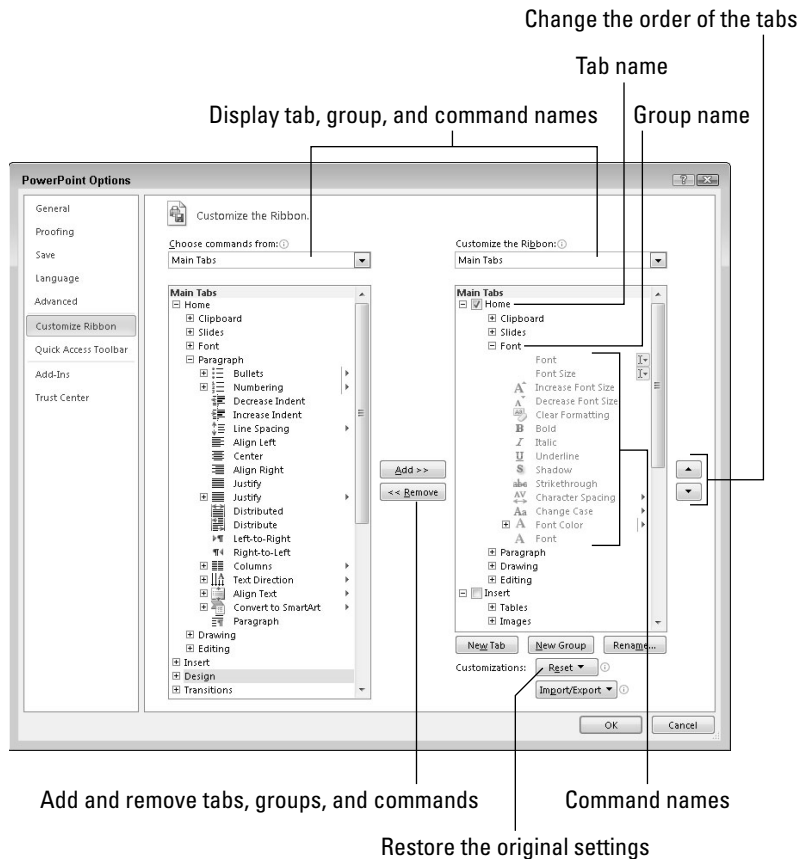 Change the order of the tabs
Tab name
Display tab, group, and command names
Group name
PowerPoint Options
General
Proofing
Save
Language
Advanced
Customize Ribbon
Quick Access Toolbar
Add-Ins
Trust Center
Customize the Ribbon.
Choose commands from:
Main Tabs
Main Tabs
Home
Clipboard
Slides
Font
Paragraph
Bullets
Numbering
Decrease Indent
Increase Indent
Line Spacing
Align Left
Center
Align Right
Justify
Justify
Distributed
Distribute
Left-to-Right
Right-to-Left
Columns
Text Direction
Align Text
Convert to SmartArt
Paragraph
Drawing
Editing
Insert
Design
Transitions
Add >>
<< Remove
Customize the Ribbon:
Main Tabs
Main Tabs
Home
Clipboard
Slides
Font
Font
Font Size
Increase Font Size
Decrease Font Size
Clear Formatting
B Bold
I Italic
U Underline
S Shadow
abc Strikethrough
AV Character Spacing
Aa Change Case
A Font Color
A Font
Paragraph
Drawing
Editing
Insert
Tables
Images
New Tab
New Group
Rename...
Customizations:
Reset
Import/Export
OK
Cancel
Add and remove tabs, groups, and commands
Command names
Restore the original settings